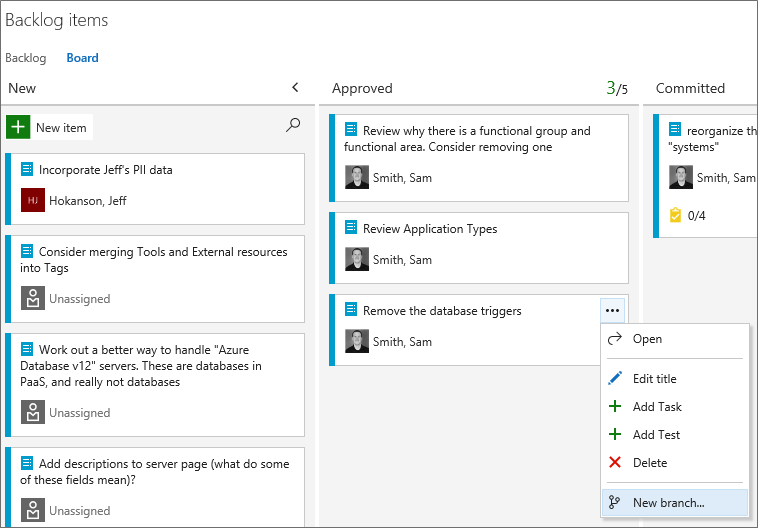 Backlog items
Backlog
Board
New
New item
Incorporate Jeff's PII data
HJ
Hokanson, Jeff
Consider merging Tools and External resources
into Tags
Unassigned
Work out a better way to handle "Azure
Database v12" servers. These are databases in
PaaS, and really not databases
Unassigned
Add descriptions to server page (what do some
of these fields mean)?
Unassigned
Approved
3/5
Review why there is a functional group and
functional area. Consider removing one
Smith, Sam
Review Application Types
Smith, Sam
Remove the database triggers
Smith, Sam
Open
Edit title
Add Task
Add Test
Delete
New branch...
Committed
reorganize th
"systems"
Smith, Sam
0/4